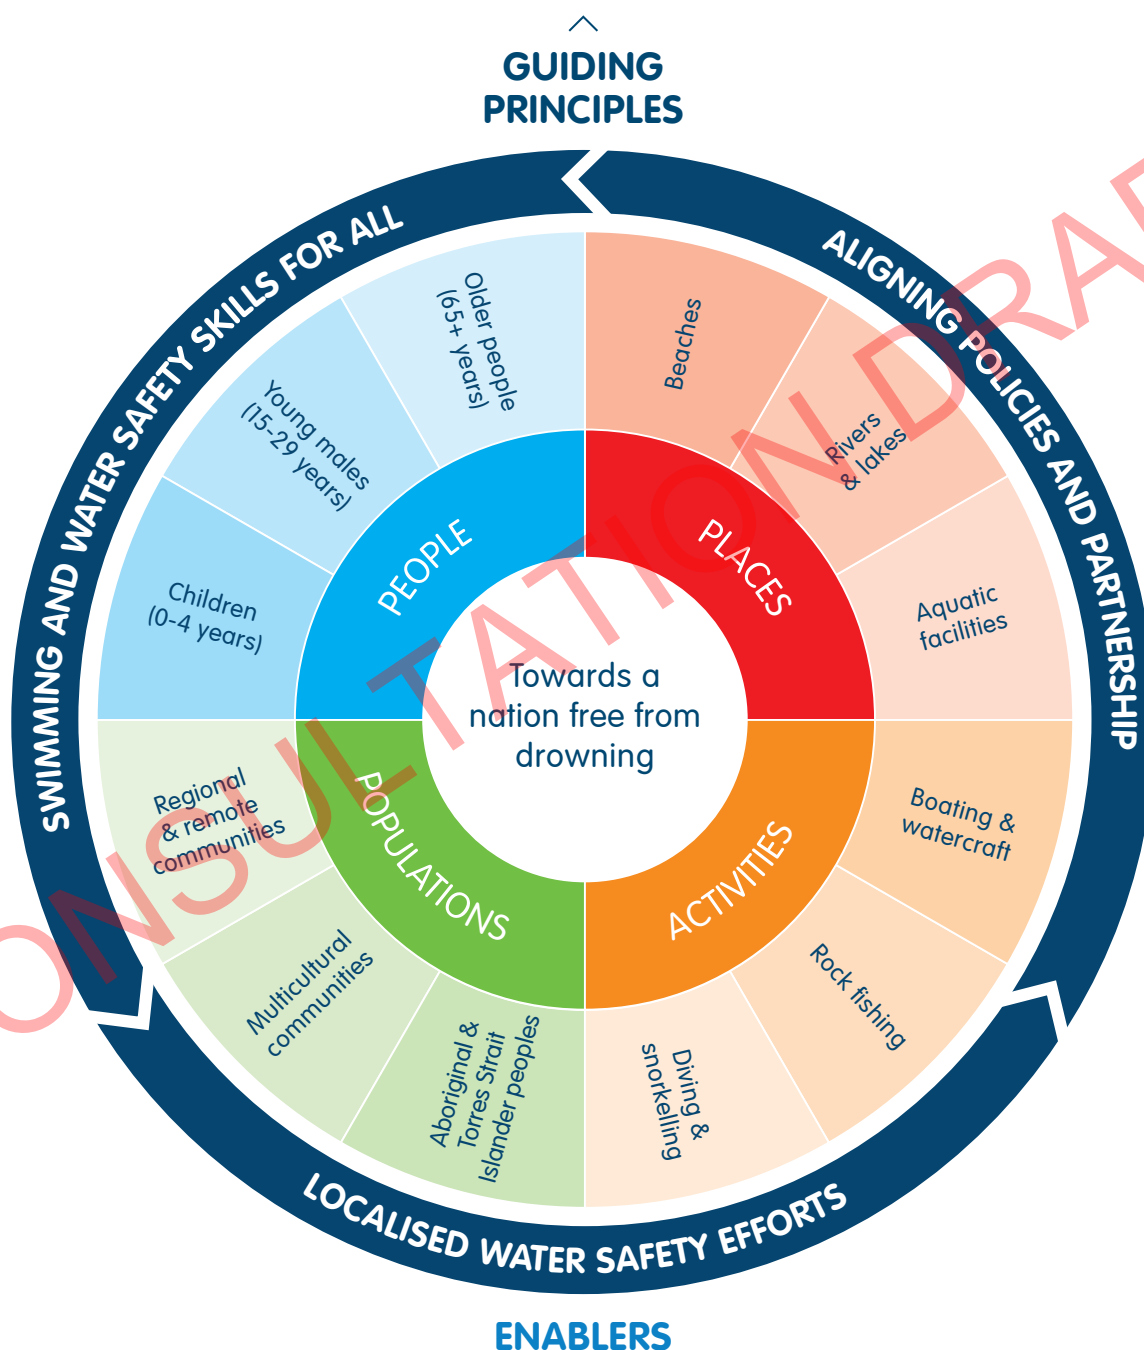 GUIDING
PRINCIPLES
SWIMMING AND WATER SAFETY SKILLS FOR ALL
ALIGNING POLICIES AND PARTNERSHIP
LOCALISED WATER SAFETY EFFORTS
Towards a
nation free from
drowning
PEOPLE
Children
(0-4 years)
Young males
(15-29 years)
Older people
(65+ years)
PLACES
Beaches
Rivers
& lakes
Aquatic
facilities
ACTIVITIES
Boating &
watercraft
Rock fishing
Diving &
snorkelling
POPULATIONS
Aboriginal &
Torres Strait
Islander peoples
Multicultural
communities
Regional
& remote
communities
ENABLERS
ONSULTATION DRA